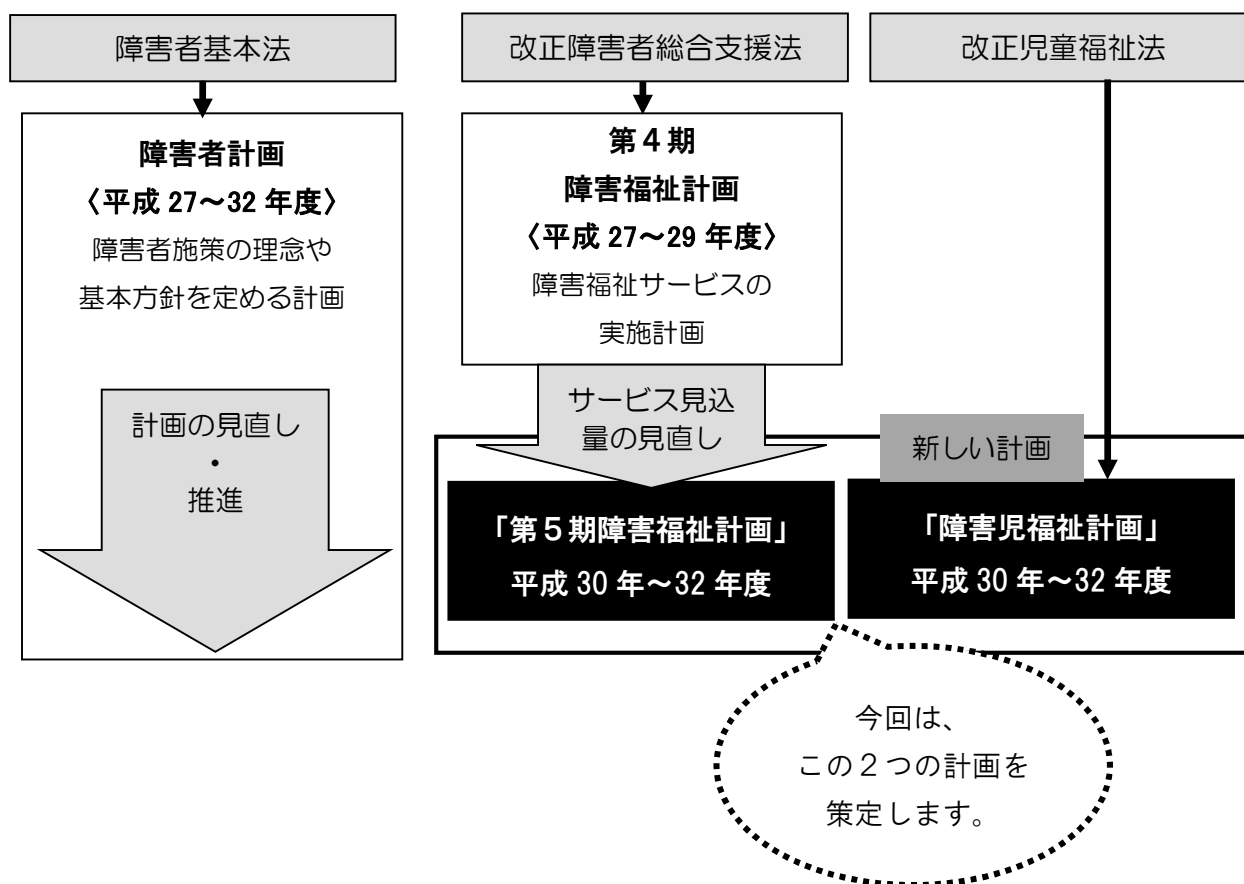 障害者基本法
改正障害者総合支援法
改正児童福祉法
障害者計画
〈平成 27～32 年度〉
障害者施策の理念や
基本方針を定める計画
計画の見直し
・
推進
第４期
障害福祉計画
〈平成 27～29 年度〉
障害福祉サービスの
実施計画
サービス見込
量の見直し
新しい計画
「第５期障害福祉計画」
平成 30 年～32 年度
「障害児福祉計画」
平成 30 年～32 年度
今回は、
この２つの計画を
策定します。